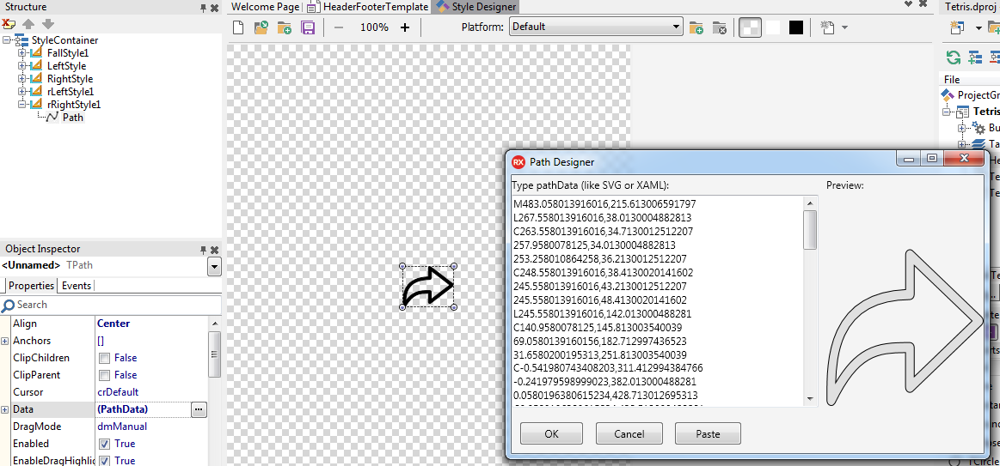 Structure
StyleContainer
FallStyle1
LeftStyle
RightStyle
rLeftStyle1
rRightStyle1
Path
Object Inspector
<Unnamed> TPath
Properties Events
Search
Align Center
Anchors []
ClipChildren False
ClipParent False
Cursor crDefault
Data (PathData) ...
DragMode dmManual
Enabled True
EnableDragHighlig True
Welcome Page HeaderFooterTemplate Style Designer
100% Platform: Default
RX Path Designer
Type pathData (like SVG or XAML): Preview:
M483.058013916016,215.613006591797
L267.558013916016,38.0130004882813
C263.558013916016,34.7130012512207
257.9580078125,34.0130004882813
253.258010864258,36.2130012512207
C248.558013916016,38.4130020141602
245.558013916016,43.2130012512207
245.558013916016,48.4130020141602
L245.558013916016,142.013000488281
C140.9580078125,145.813003540039
69.0580139160156,182.712997436523
31.6580200195313,251.813003540039
C-0.541980743408203,311.412994384766
-0.241979598999023,382.013000488281
0.0580196380615234,428.713012695313
OK Cancel Paste
Tetris.dproj
File
ProjectGr
Tetris
Bu
Ta